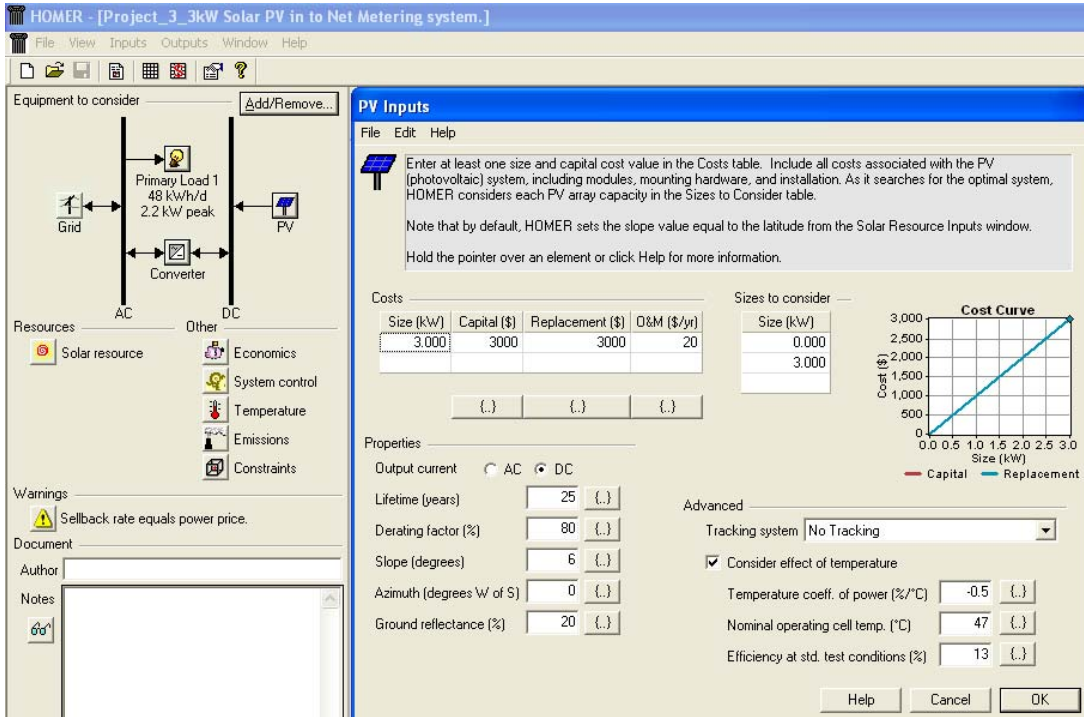 HOMER - [Project_3_3kW Solar PV in to Net Metering system.]
File View Inputs Outputs Window Help
Equipment to consider
Add/Remove...
Primary Load 1
48 kWh/d
2.2 kW peak
Grid
PV
Converter
AC
DC
Resources
Other
Solar resource
Economics
System control
Temperature
Emissions
Constraints
Warnings
Sellback rate equals power price.
Document
Author
Notes
PV Inputs
File Edit Help
Enter at least one size and capital cost value in the Costs table. Include all costs associated with the PV
(photovoltaic) system, including modules, mounting hardware, and installation. As it searches for the optimal system,
HOMER considers each PV array capacity in the Sizes to Consider table.
Note that by default, HOMER sets the slope value equal to the latitude from the Solar Resource Inputs window.
Hold the pointer over an element or click Help for more information.
Costs
Size (kW) Capital ($) Replacement ($) O&M ($/yr)
3.000 3000 3000 20
{..} {..} {..}
Sizes to consider
Size (kW)
0.000
3.000
Cost Curve
3,000
2,500
2,000
1,500
1,000
500
0
Cost ($)
0.0 0.5 1.0 1.5 2.0 2.5 3.0
Size (kW)
Capital Replacement
Properties
Output current AC DC
Lifetime (years) 25 {..}
Derating factor (%) 80 {..}
Slope (degrees) 6 {..}
Azimuth (degrees W of S) 0 {..}
Ground reflectance (%) 20 {..}
Advanced
Tracking system No Tracking
Consider effect of temperature
Temperature coeff. of power (%/°C) -0.5 {..}
Nominal operating cell temp. (°C) 47 {..}
Efficiency at std. test conditions (%) 13 {..}
Help Cancel OK